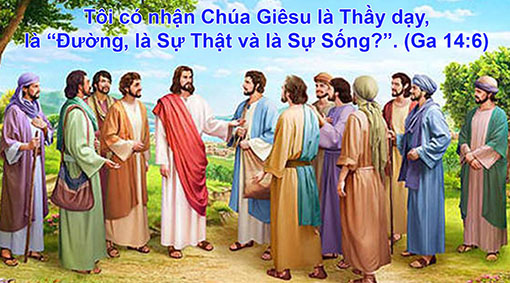 Tôi có nhận Chúa Giêsu là Thầy dạy,
là “Đường, là Sự Thật và là Sự Sống?”. (Ga 14:6)